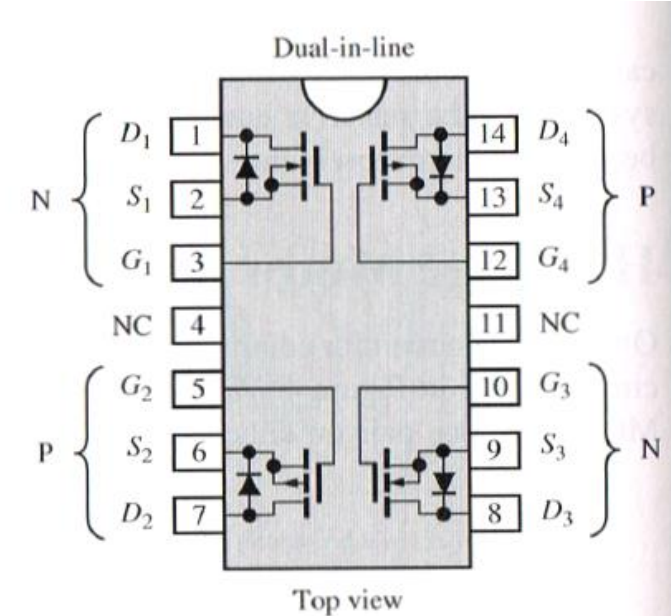 Dual-in-line
N
D₁ 1
S₁ 2
G₁ 3
NC 4
P
G₂ 5
S₂ 6
D₂ 7
14 D₄
13 S₄
12 G₄
P
11 NC
10 G₃
9 S₃
8 D₃
N
Top view